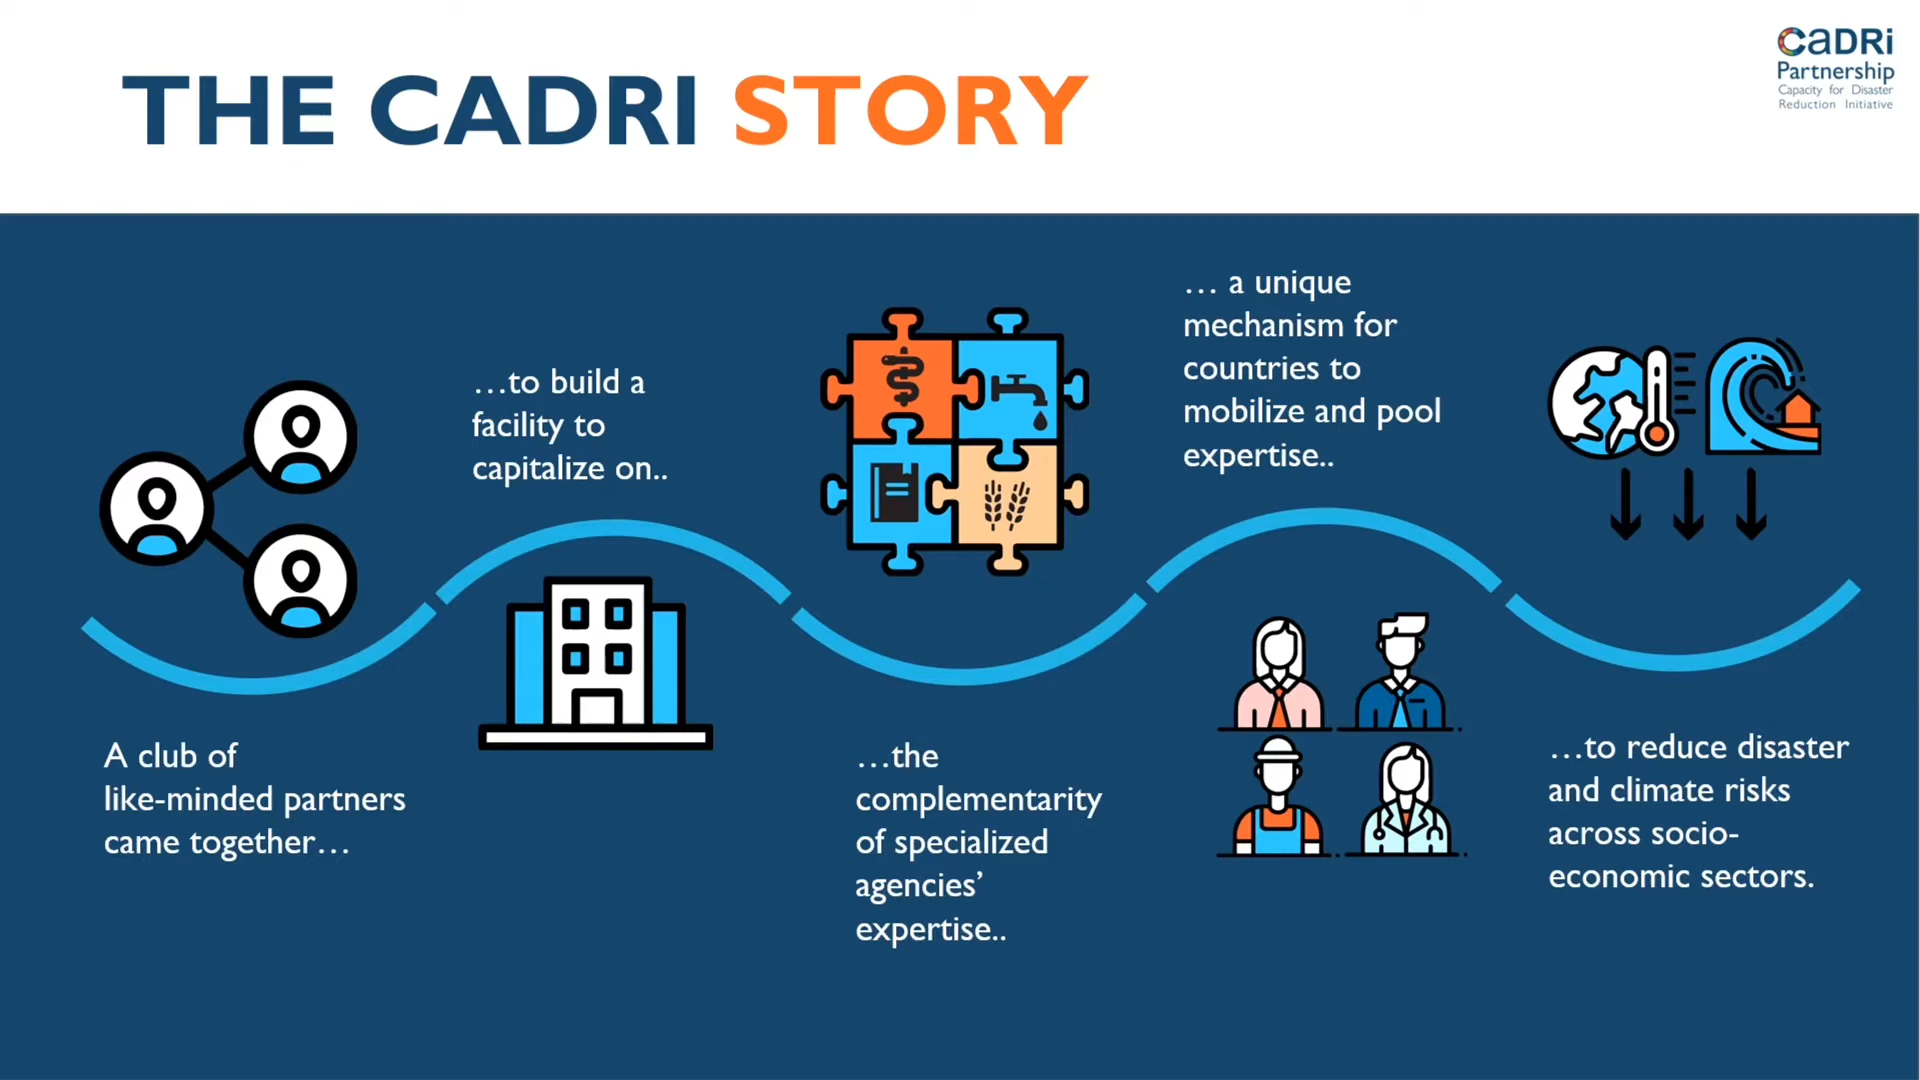 THE CADRI STORY
CaDRi
Partnership
Capacity for Disaster
Reduction Initiative
A club of
like-minded partners
came together…
…to build a
facility to
capitalize on..
…the
complementarity
of specialized
agencies’
expertise..
… a unique
mechanism for
countries to
mobilize and pool
expertise..
…to reduce disaster
and climate risks
across socio-
economic sectors.